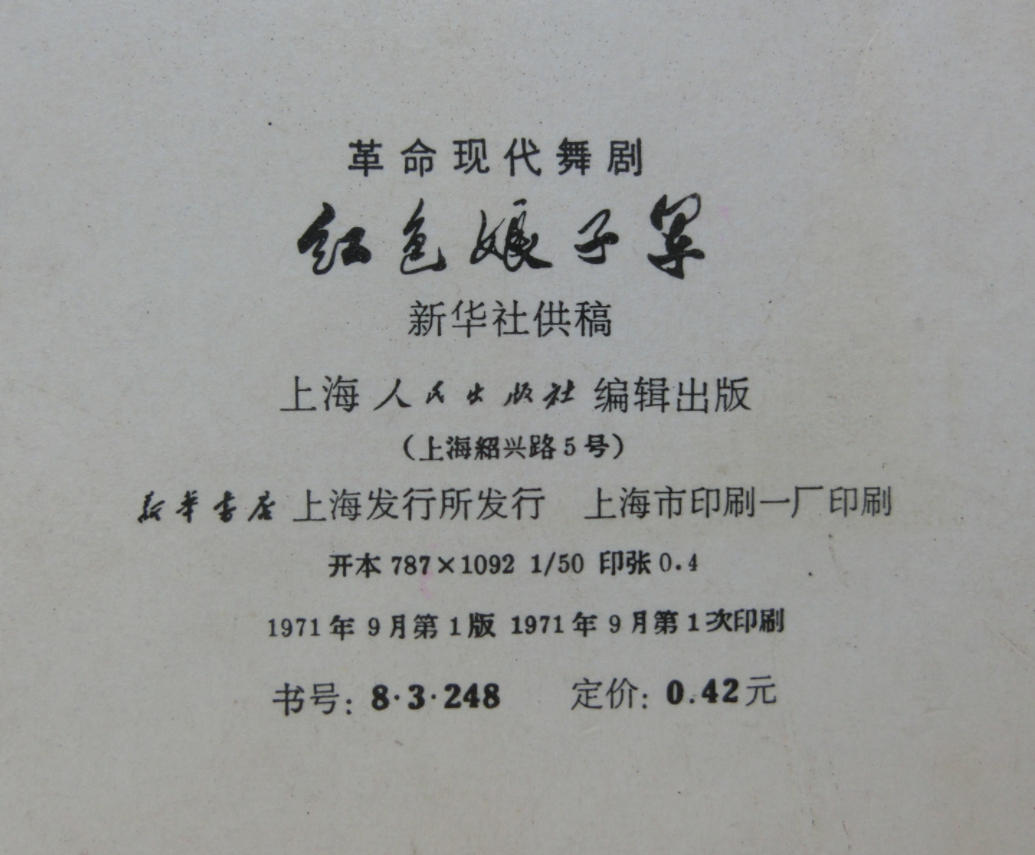 革命现代舞剧
红色娘子军
新华社供稿
上海人民出版社编辑出版
（上海紹兴路5号）
新华书店上海发行所发行　上海市印刷一厂印刷
开本 787×1092 1/50 印张 0.4
1971年9月第1版 1971年9月第1次印刷
书号：8·3·248　定价：0.42元